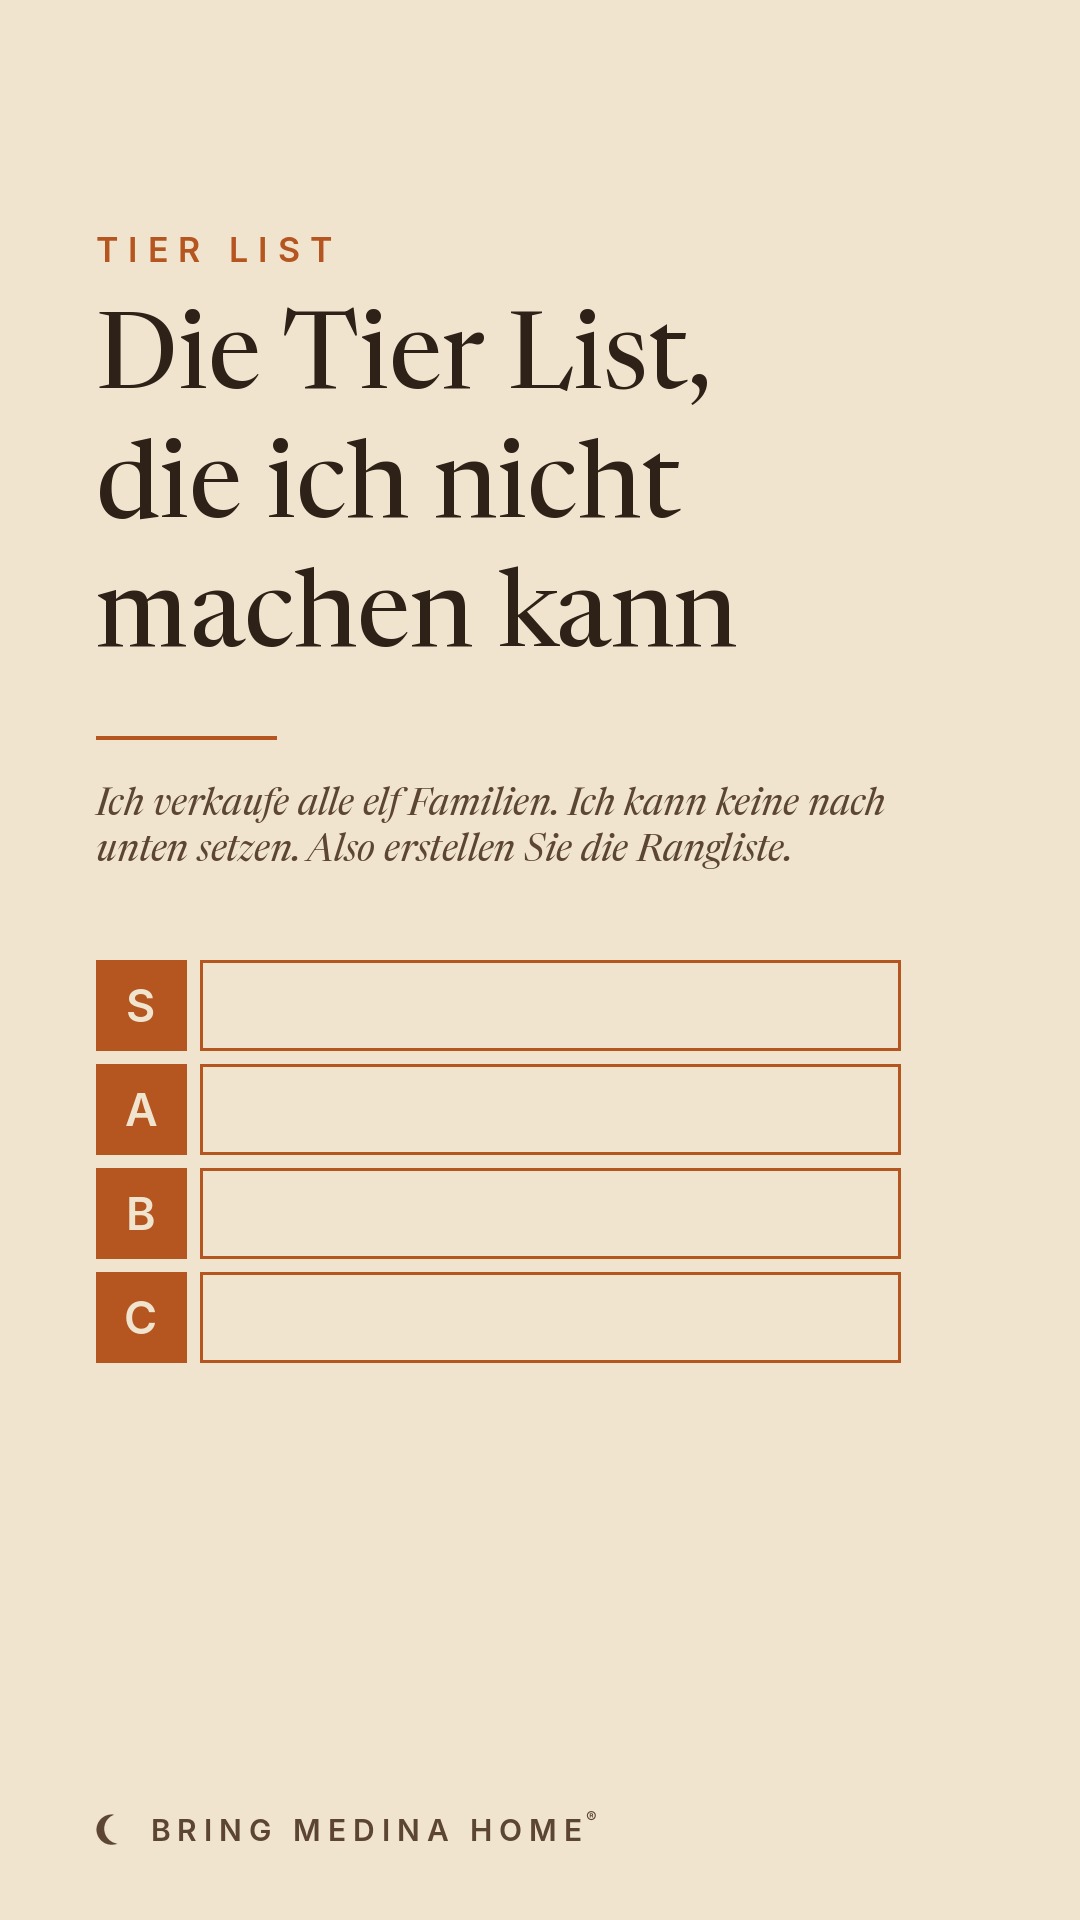 TIER LIST
Die Tier List,
die ich nicht
machen kann
Ich verkaufe alle elf Familien. Ich kann keine nach
unten setzen. Also erstellen Sie die Rangliste.
S
A
B
C
BRING MEDINA HOME®